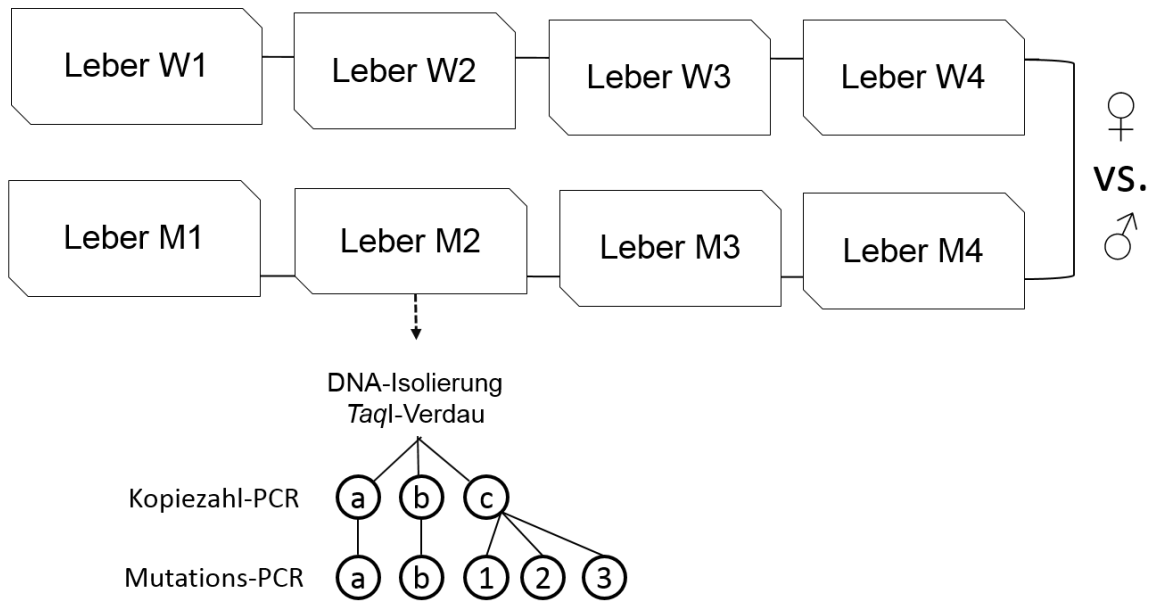 Leber W1
Leber W2
Leber W3
Leber W4
♀
vs.
♂
Leber M1
Leber M2
Leber M3
Leber M4
DNA-Isolierung
TaqI-Verdau
Kopiezahl-PCR a b c
Mutations-PCR a b 1 2 3